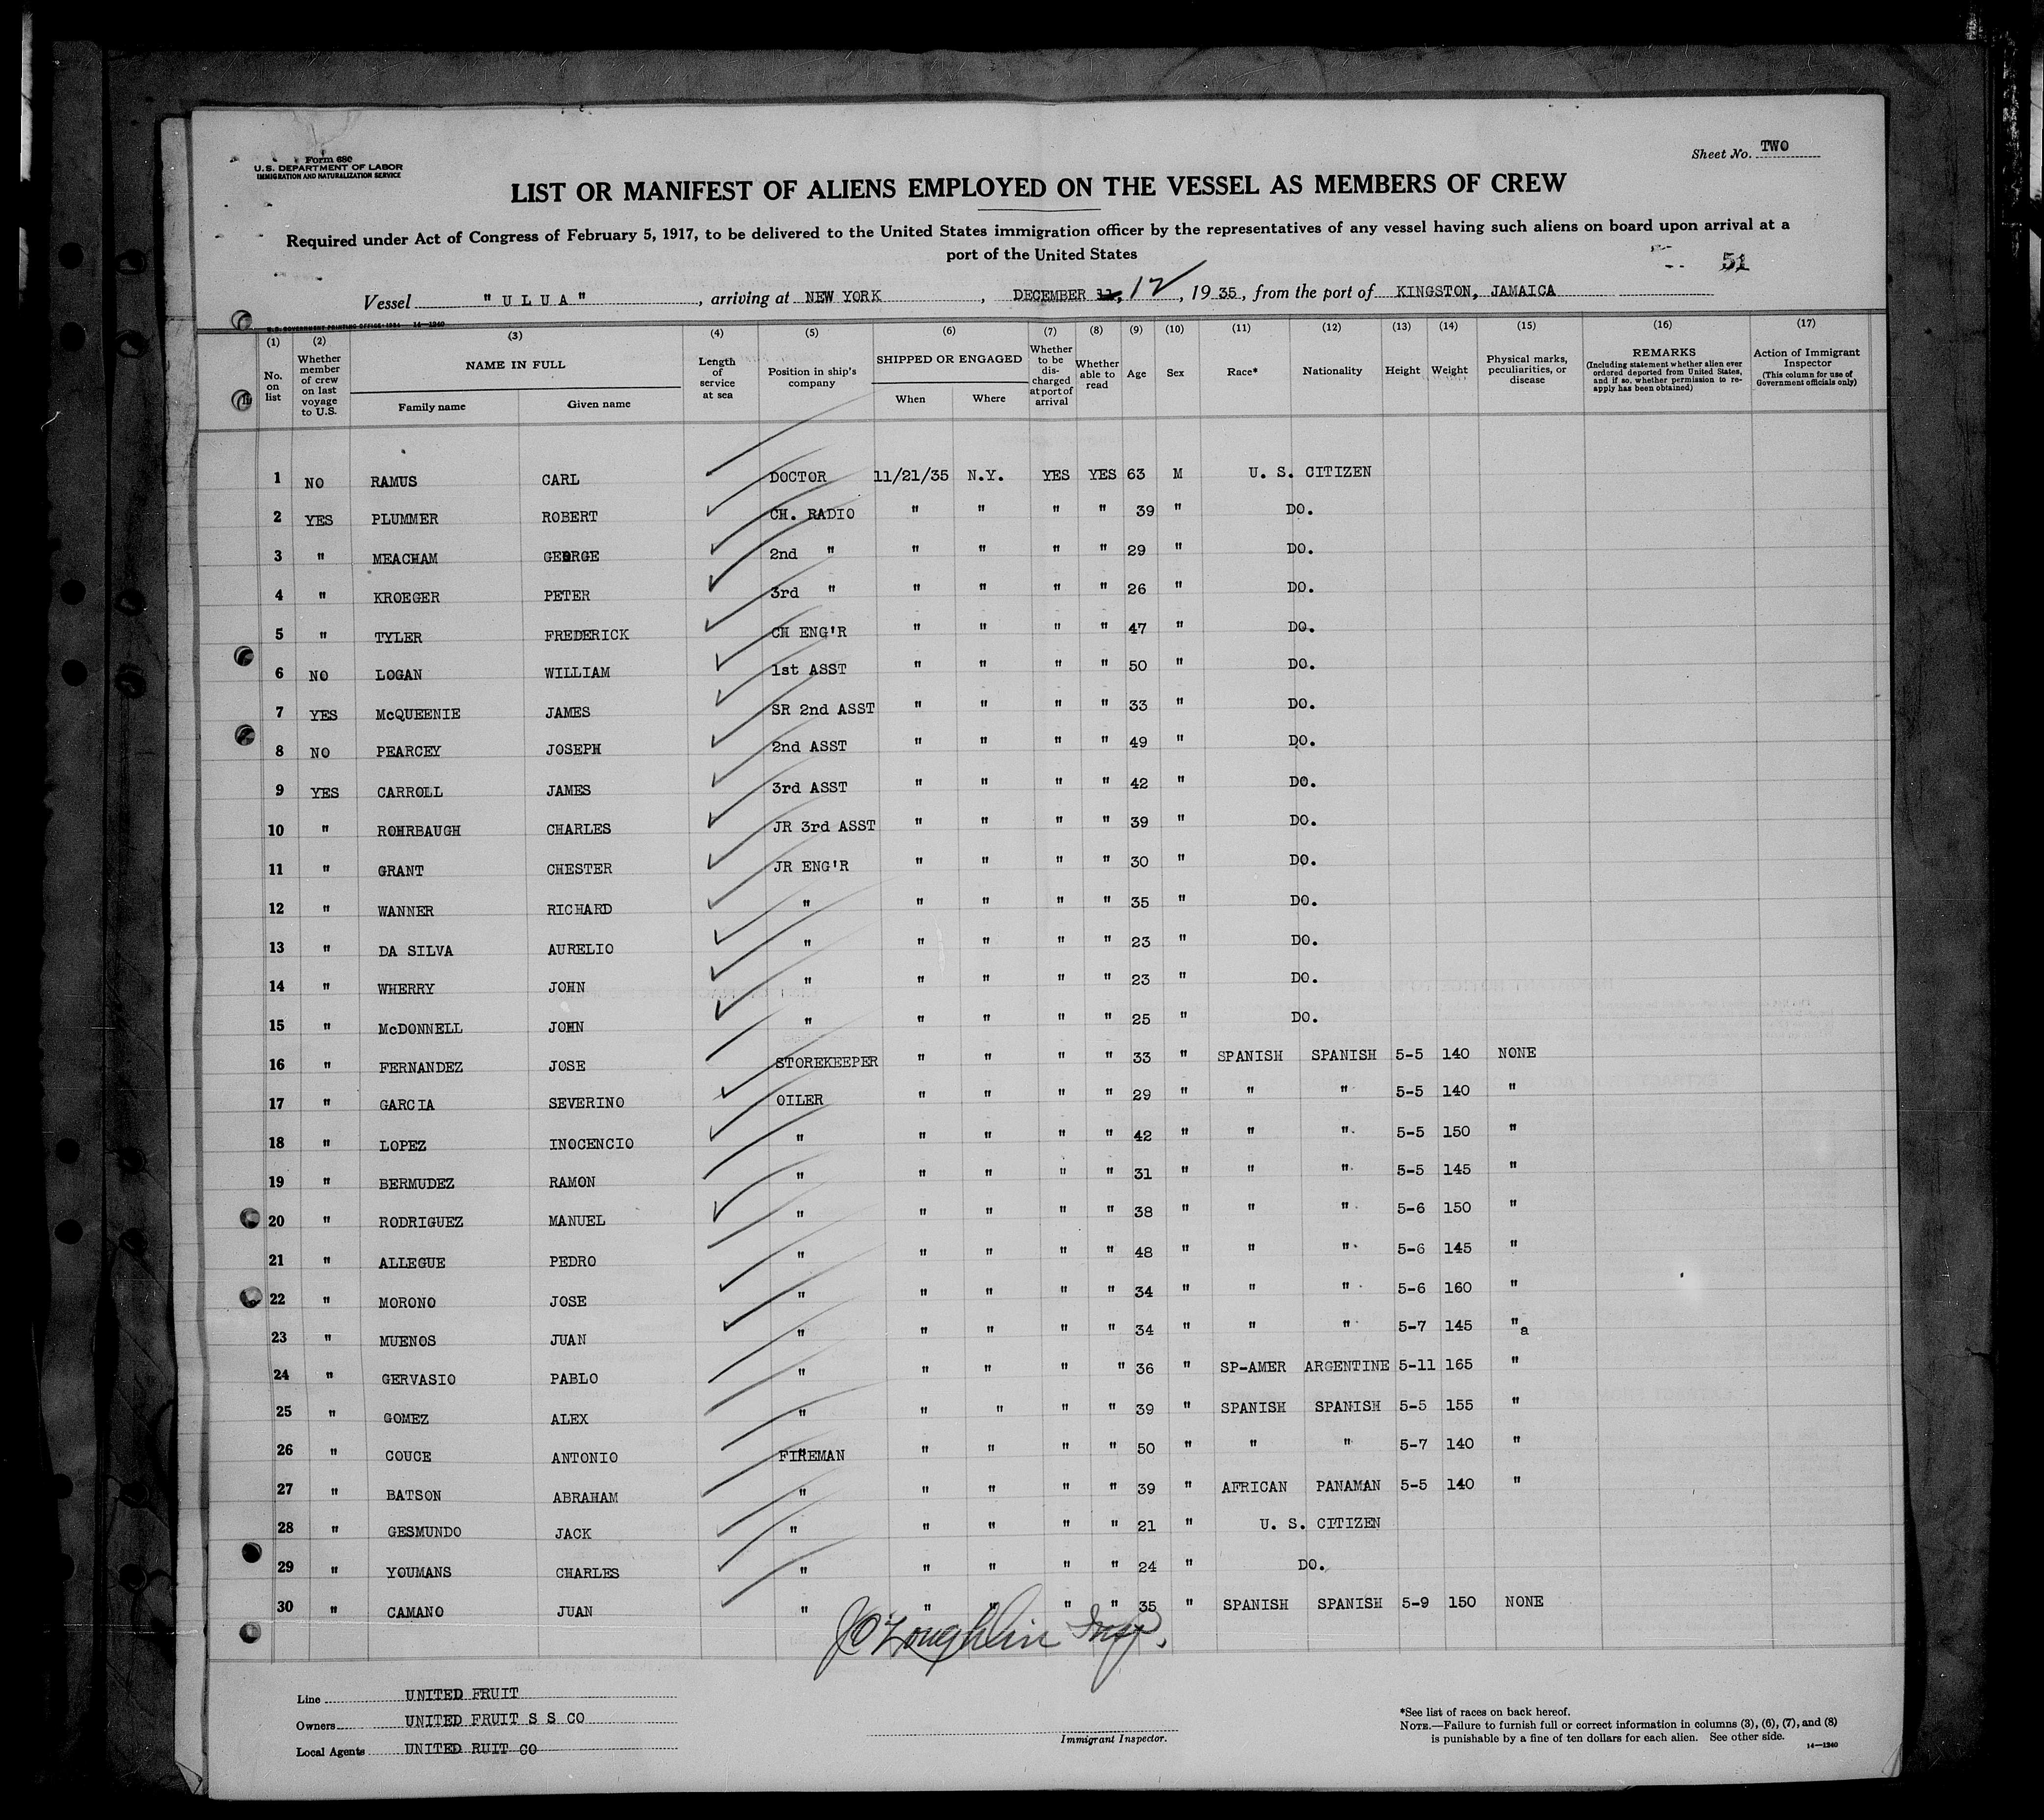 Form 680
U. S. DEPARTMENT OF LABOR
IMMIGRATION AND NATURALIZATION SERVICE
Sheet No. TWO
LIST OR MANIFEST OF ALIENS EMPLOYED ON THE VESSEL AS MEMBERS OF CREW
Required under Act of Congress of February 5, 1917, to be delivered to the United States immigration officer by the representatives of any vessel having such aliens on board upon arrival at a
port of the United States
51
Vessel "ULUA", arriving at NEW YORK, DECEMBER 11, 12, 1935, from the port of KINGSTON, JAMAICA
U. S. GOVERNMENT PRINTING OFFICE: 1934 14—1240
(1) (2) (3) (4) (5) (6) (7) (8) (9) (10) (11) (12) (13) (14) (15) (16) (17)
No. on list
Whether member of crew on last voyage to U.S.
NAME IN FULL
Family name
Given name
Length of service at sea
Position in ship's company
SHIPPED OR ENGAGED
When
Where
Whether to be discharged at port of arrival
Whether able to read
Age
Sex
Race*
Nationality
Height
Weight
Physical marks, peculiarities, or disease
REMARKS
(Including statement whether alien ever ordered deported from United States, and if so, whether permission to reapply has been obtained)
Action of Immigrant Inspector
(This column for use of Government officials only)
1 NO RAMUS CARL DOCTOR 11/21/35 N.Y. YES YES 63 M U. S. CITIZEN
2 YES PLUMMER ROBERT CH. RADIO " " " " 39 " DO.
3 " MEACHAM GEORGE 2nd " " " " " 29 " DO.
4 " KROEGER PETER 3rd " " " " " 26 " DO.
5 " TYLER FREDERICK CH ENG'R " " " " 47 " DO.
6 NO LOGAN WILLIAM 1st ASST " " " " 50 " DO.
7 YES McQUEENIE JAMES SR 2nd ASST " " " " 33 " DO.
8 NO PEARCEY JOSEPH 2nd ASST " " " " 49 " DO.
9 YES CARROLL JAMES 3rd ASST " " " " 42 " DO.
10 " ROHRBAUGH CHARLES JR 3rd ASST " " " " 39 " DO.
11 " GRANT CHESTER JR ENG'R " " " " 30 " DO.
12 " WANNER RICHARD " " " " " 35 " DO.
13 " DA SILVA AURELIO " " " " " 23 " DO.
14 " WHERRY JOHN " " " " " 23 " DO.
15 " McDONNELL JOHN " " " " " 25 " DO.
16 " FERNANDEZ JOSE STOREKEEPER " " " " 33 " SPANISH SPANISH 5-5 140 NONE
17 " GARCIA SEVERINO OILER " " " " 29 " " " 5-5 140 "
18 " LOPEZ INOCENCIO " " " " " 42 " " " 5-5 150 "
19 " BERMUDEZ RAMON " " " " " 31 " " " 5-5 145 "
20 " RODRIGUEZ MANUEL " " " " " 38 " " " 5-6 150 "
21 " ALLEGUE PEDRO " " " " " 48 " " " 5-6 145 "
22 " MORONO JOSE " " " " " 34 " " " 5-6 160 "
23 " MUENOS JUAN " " " " " 34 " " " 5-7 145 "a
24 " GERVASIO PABLO " " " " " 36 " SP-AMER ARGENTINE 5-11 165 "
25 " GOMEZ ALEX " " " " " 39 " SPANISH SPANISH 5-5 155 "
26 " COUCE ANTONIO FIREMAN " " " " 50 " " " 5-7 140 "
27 " BATSON ABRAHAM " " " " " 39 " AFRICAN PANAMAN 5-5 140 "
28 " GESMUNDO JACK " " " " " 21 " U. S. CITIZEN
29 " YOUMANS CHARLES " " " " " 24 " DO.
30 " CAMANO JUAN " " " " " 35 " SPANISH SPANISH 5-9 150 NONE
J O'Loughlin Insp.
Line UNITED FRUIT
Owners UNITED FRUIT S S CO
Local Agents UNITED RUIT CO
Immigrant Inspector.
*See list of races on back hereof.
NOTE.—Failure to furnish full or correct information in columns (3), (6), (7), and (8)
is punishable by a fine of ten dollars for each alien. See other side.
14—1240